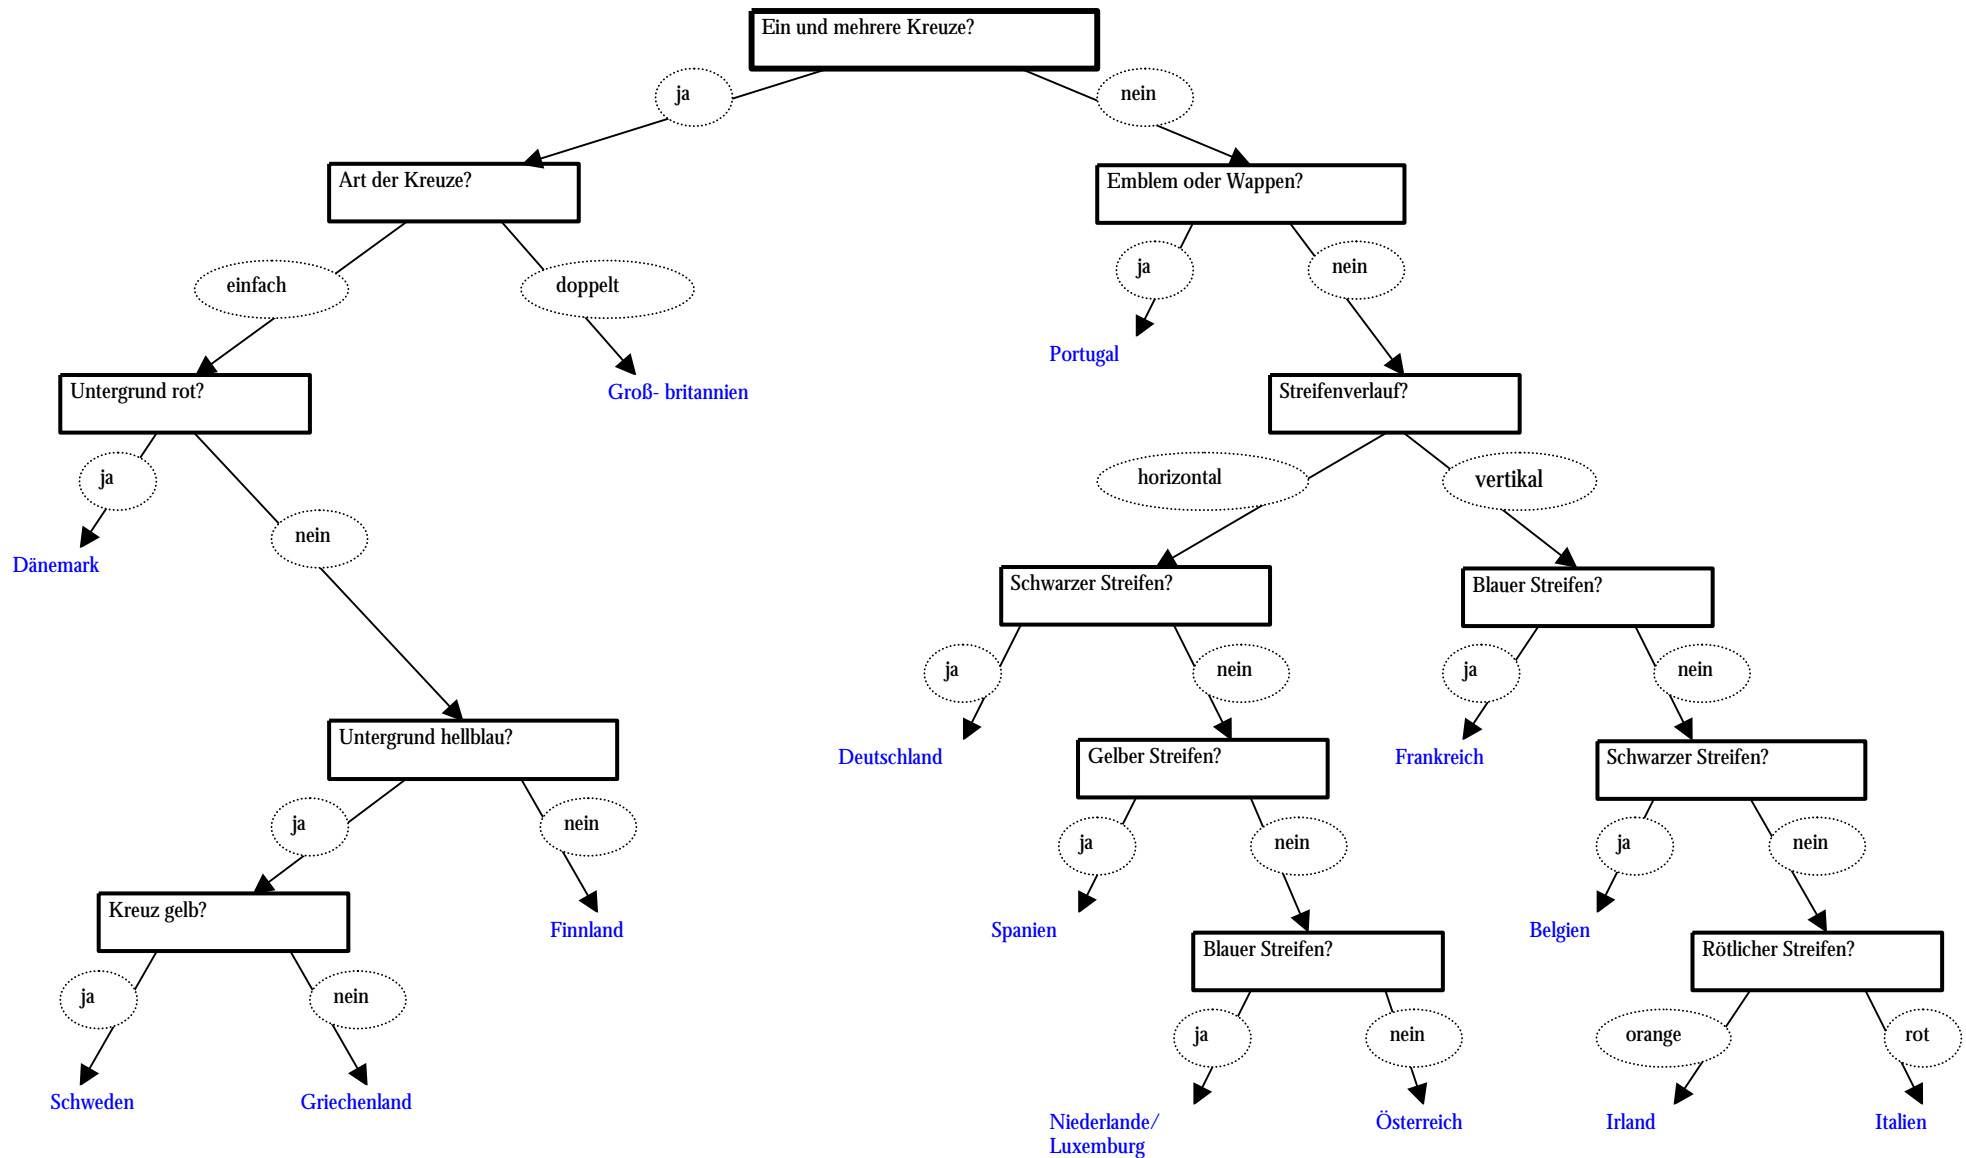 Ein und mehrere Kreuze?
ja
nein
Art der Kreuze?
Emblem oder Wappen?
einfach
doppelt
ja
nein
Portugal
Untergrund rot?
Groß- britannien
Streifenverlauf?
ja
nein
horizontal
vertikal
Dänemark
Schwarzer Streifen?
Blauer Streifen?
ja
nein
ja
nein
Untergrund hellblau?
Deutschland
Gelber Streifen?
Frankreich
Schwarzer Streifen?
ja
nein
ja
nein
ja
nein
Kreuz gelb?
Finnland
Spanien
Blauer Streifen?
Belgien
Rötlicher Streifen?
ja
nein
ja
nein
orange
rot
Schweden
Griechenland
Niederlande/
Luxemburg
Österreich
Irland
Italien